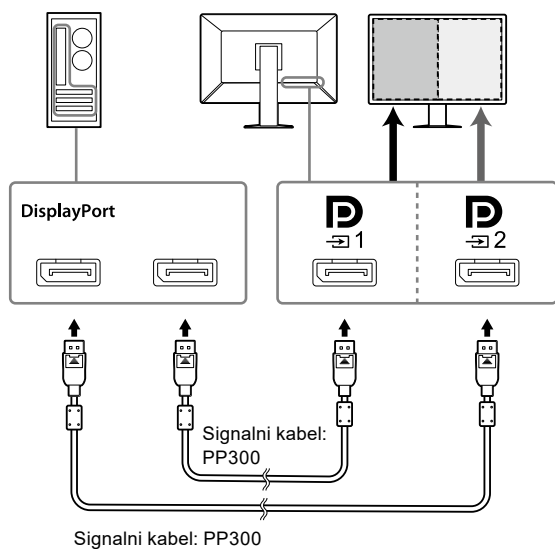 DisplayPort
1
2
Signalni kabel:
PP300
Signalni kabel: PP300